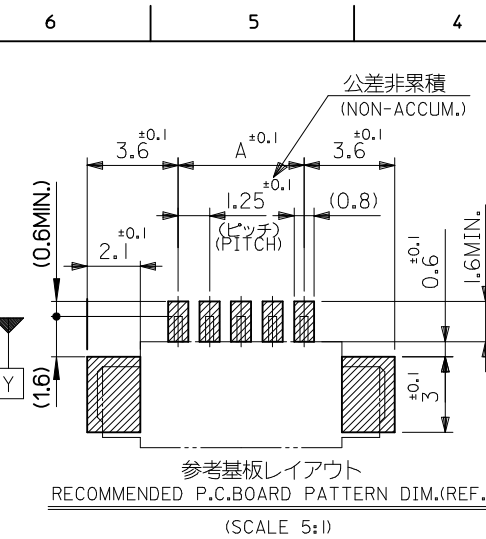 6 5 4
公差非累積
(NON-ACCUM.)
3.6 ±0.1 A ±0.1 3.6 ±0.1
1.25 ±0.1 (0.8)
(ピッチ)
(PITCH)
2.1 ±0.1
(0.6MIN.)
±0.1 0.6
1.6MIN.
Y
(1.6)
±0.1 3
参考基板レイアウト
RECOMMENDED P.C.BOARD PATTERN DIM.(REF.
(SCALE 5:1)